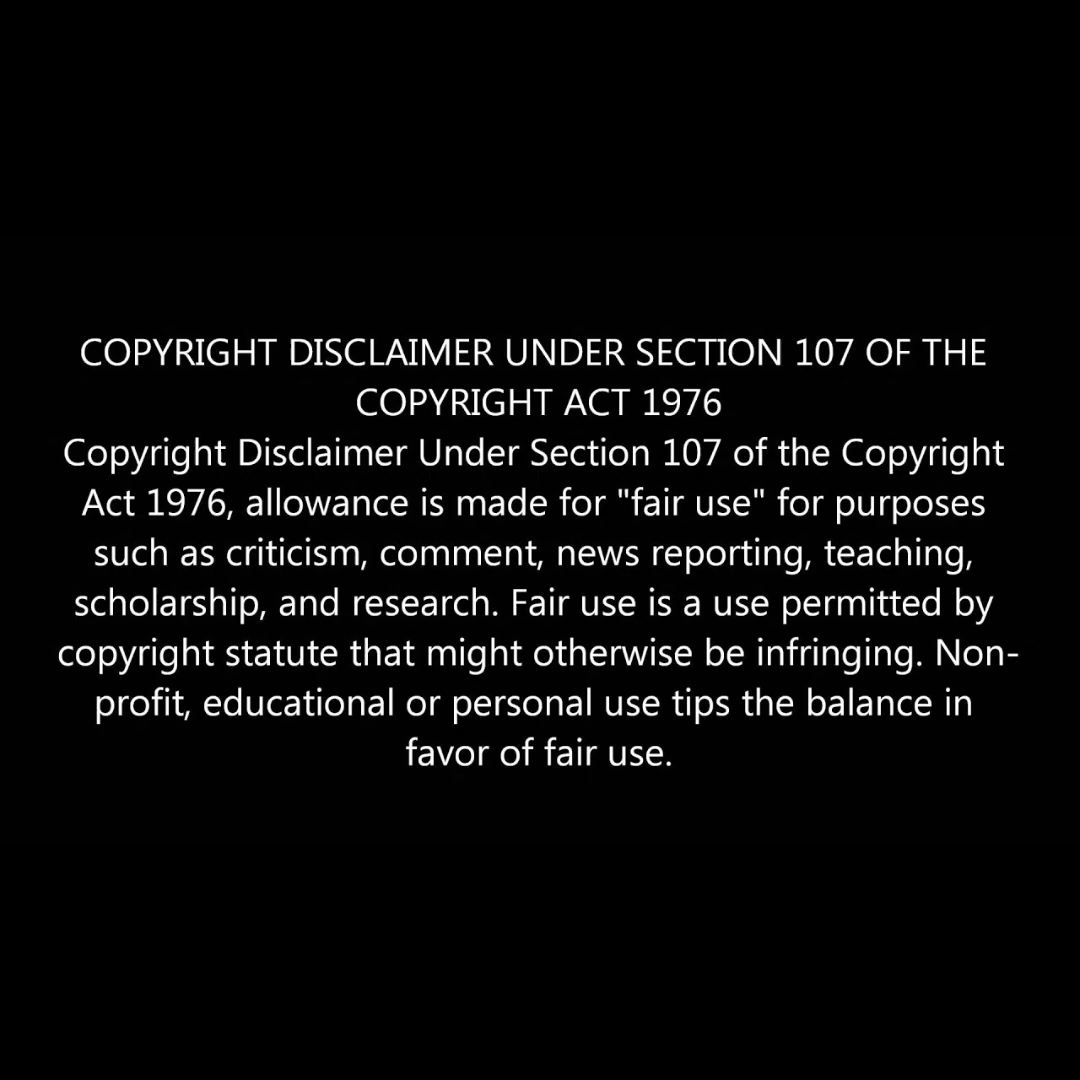 COPYRIGHT DISCLAIMER UNDER SECTION 107 OF THE
COPYRIGHT ACT 1976
Copyright Disclaimer Under Section 107 of the Copyright
Act 1976, allowance is made for "fair use" for purposes
such as criticism, comment, news reporting, teaching,
scholarship, and research. Fair use is a use permitted by
copyright statute that might otherwise be infringing. Non-
profit, educational or personal use tips the balance in
favor of fair use.